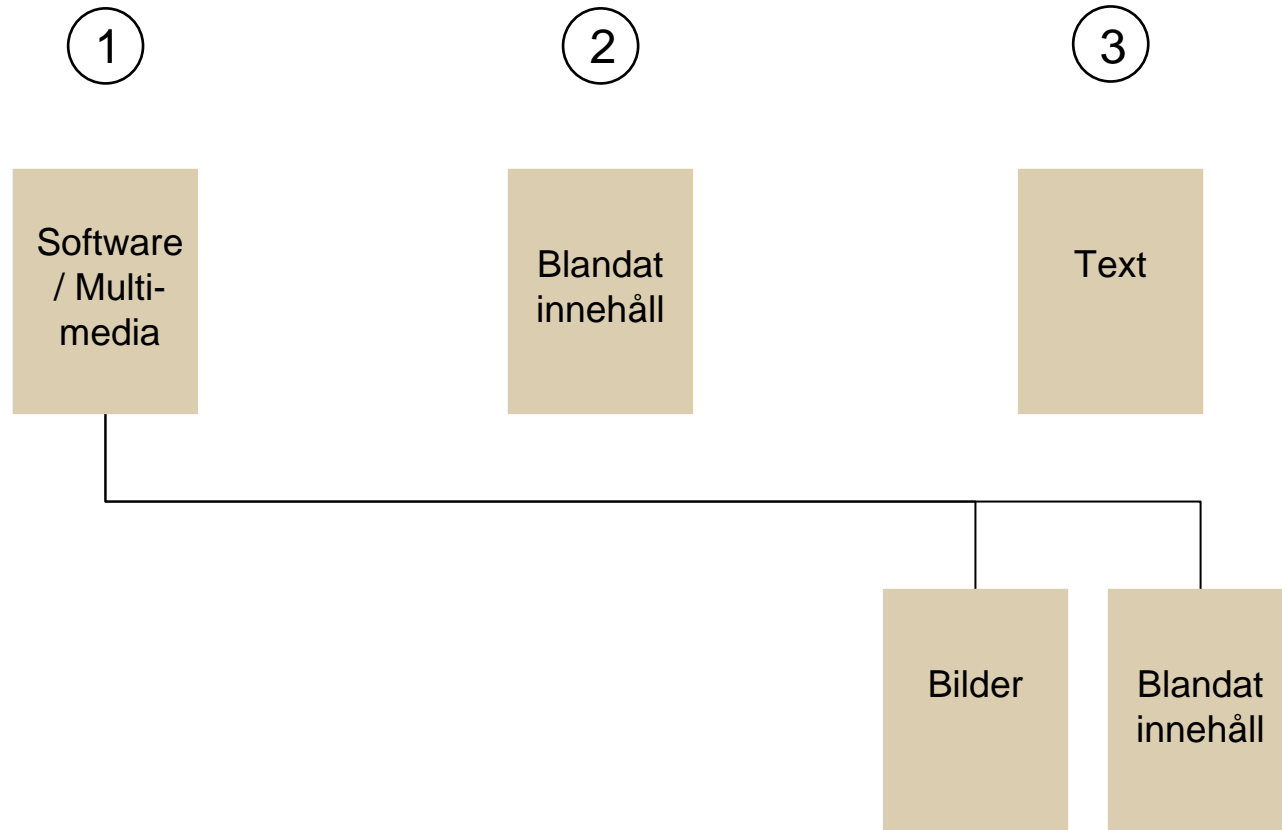 1
2
3
Software
/ Multi-
media
Blandat
innehåll
Text
Bilder
Blandat
innehåll